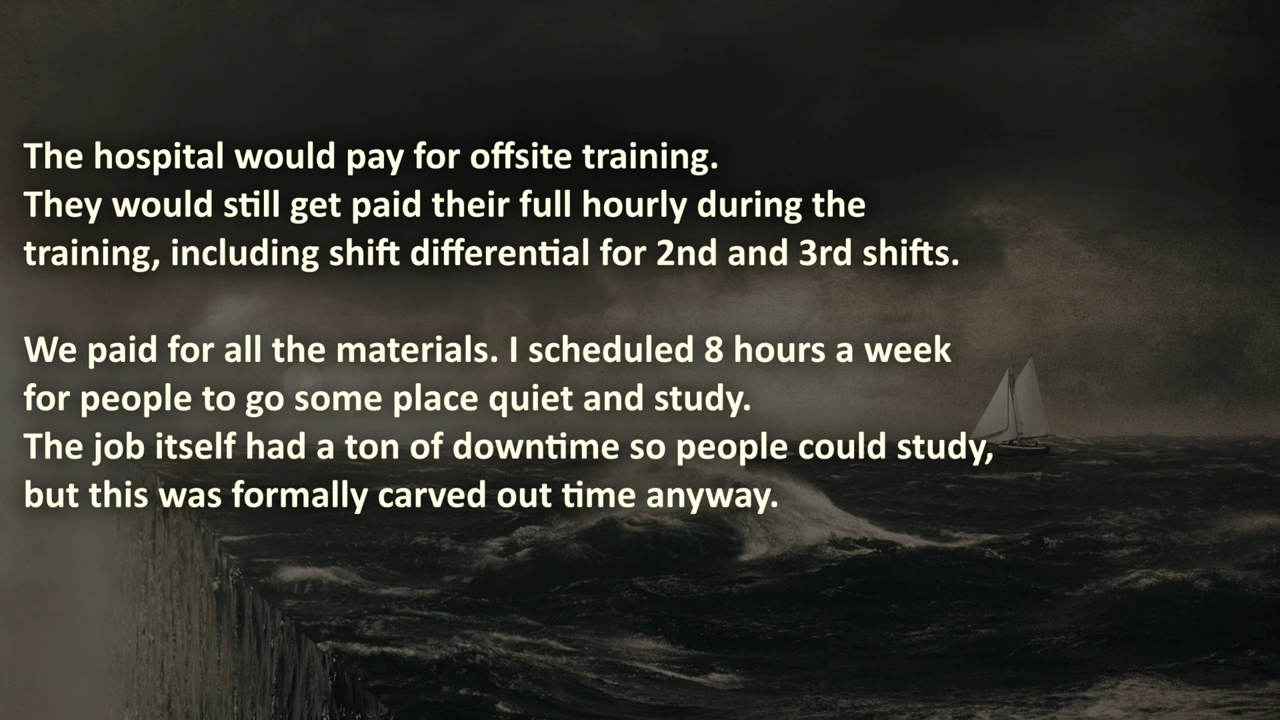 The hospital would pay for offsite training.
They would still get paid their full hourly during the
training, including shift differential for 2nd and 3rd shifts.
We paid for all the materials. I scheduled 8 hours a week
for people to go some place quiet and study.
The job itself had a ton of downtime so people could study,
but this was formally carved out time anyway.